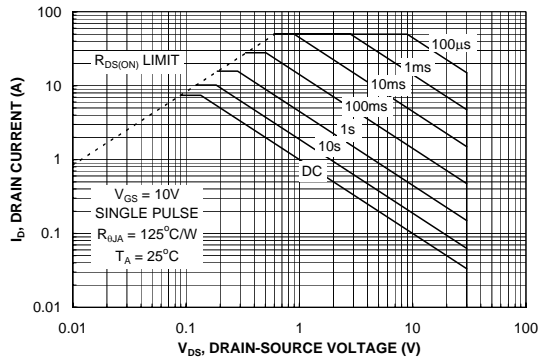 100
10
1
0.1
0.01
I_D, DRAIN CURRENT (A)
R_DS(ON) LIMIT
100μs
1ms
10ms
100ms
1s
10s
DC
V_GS = 10V
SINGLE PULSE
R_θJA = 125°C/W
T_A = 25°C
0.01 0.1 1 10 100
V_DS, DRAIN-SOURCE VOLTAGE (V)